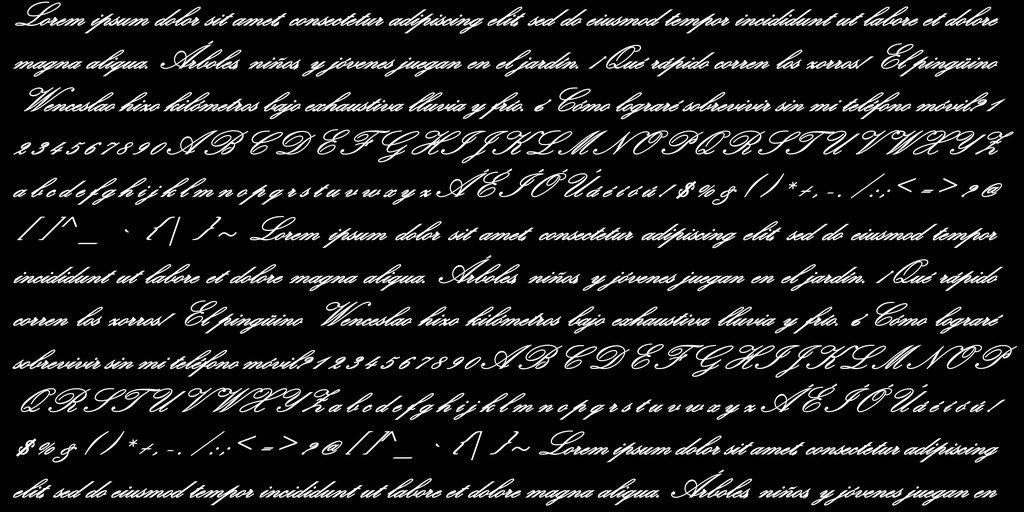 Lorem ipsum dolor sit amet, consectetur adipiscing elit, sed do eiusmod tempor incididunt ut labore et dolore
magna aliqua. Árboles niños y jóvenes juegan en el jardín. ¡Qué rápido corren los zorros! El pingüino
Wenceslao hizo kilómetros bajo exhaustiva lluvia y frío. ¿Cómo lograré sobrevivir sin mi teléfono móvil? 1
2 3 4 5 6 7 8 9 0 A B C D E F G H I J K L M N O P Q R S T U V W X Y Z
a b c d e f g h i j k l m n o p q r s t u v w x y z Á É Í Ó Ú á é í ó ú ! $ % & ( ) * + , - . / : ; < = > ? @
[ ] ^ _ ` { | } ~ Lorem ipsum dolor sit amet, consectetur adipiscing elit, sed do eiusmod tempor
incididunt ut labore et dolore magna aliqua. Árboles niños y jóvenes juegan en el jardín. ¡Qué rápido
corren los zorros! El pingüino Wenceslao hizo kilómetros bajo exhaustiva lluvia y frío. ¿Cómo lograré
sobrevivir sin mi teléfono móvil? 1 2 3 4 5 6 7 8 9 0 A B C D E F G H I J K L M N O P
Q R S T U V W X Y Z a b c d e f g h i j k l m n o p q r s t u v w x y z Á É Í Ó Ú á é í ó ú !
$ % & ( ) * + , - . / : ; < = > ? @ [ ] ^ _ ` { | } ~ Lorem ipsum dolor sit amet, consectetur adipiscing
elit, sed do eiusmod tempor incididunt ut labore et dolore magna aliqua. Árboles niños y jóvenes juegan en